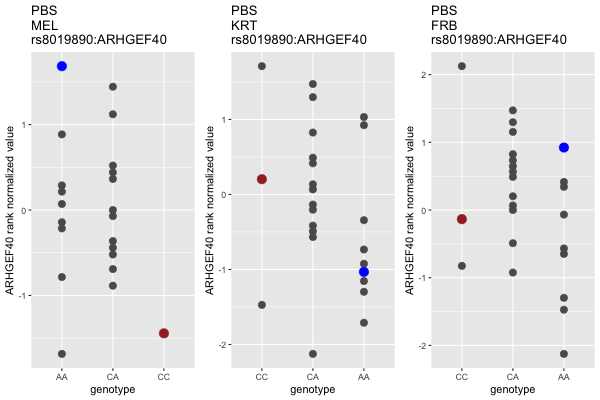 PBS
MEL
rs8019890:ARHGEF40
ARHGEF40 rank normalized value
1
0
-1
AA
CA
CC
genotype
PBS
KRT
rs8019890:ARHGEF40
ARHGEF40 rank normalized value
1
0
-1
-2
CC
CA
AA
genotype
PBS
FRB
rs8019890:ARHGEF40
ARHGEF40 rank normalized value
2
1
0
-1
-2
CC
CA
AA
genotype